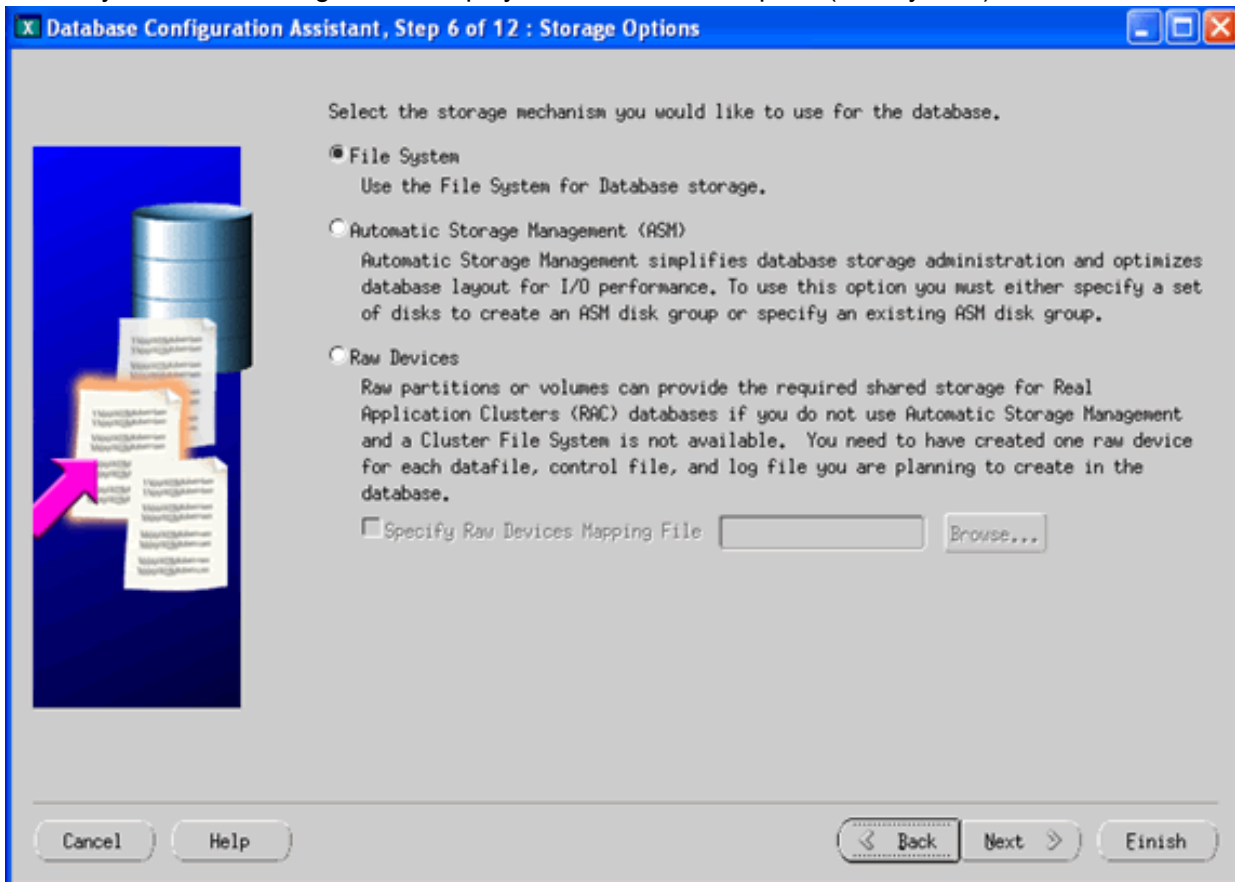 Database Configuration Assistant, Step 6 of 12 : Storage Options
Select the storage mechanism you would like to use for the database.
File System
Use the File System for Database storage.
Automatic Storage Management (ASM)
Automatic Storage Management simplifies database storage administration and optimizes
database layout for I/O performance. To use this option you must either specify a set
of disks to create an ASM disk group or specify an existing ASM disk group.
Raw Devices
Raw partitions or volumes can provide the required shared storage for Real
Application Clusters (RAC) databases if you do not use Automatic Storage Management
and a Cluster File System is not available. You need to have created one raw device
for each datafile, control file, and log file you are planning to create in the
database.
Specify Raw Devices Mapping File
Browse...
Cancel
Help
Back
Next
Finish